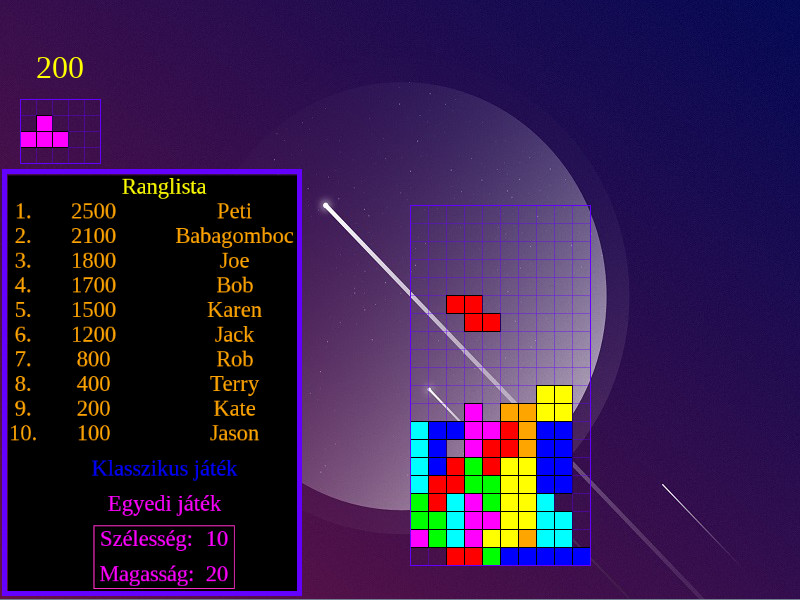 200
Ranglista
1. 2500 Peti
2. 2100 Babagomboc
3. 1800 Joe
4. 1700 Bob
5. 1500 Karen
6. 1200 Jack
7. 800 Rob
8. 400 Terry
9. 200 Kate
10. 100 Jason
Klasszikus játék
Egyedi játék
Szélesség: 10
Magasság: 20